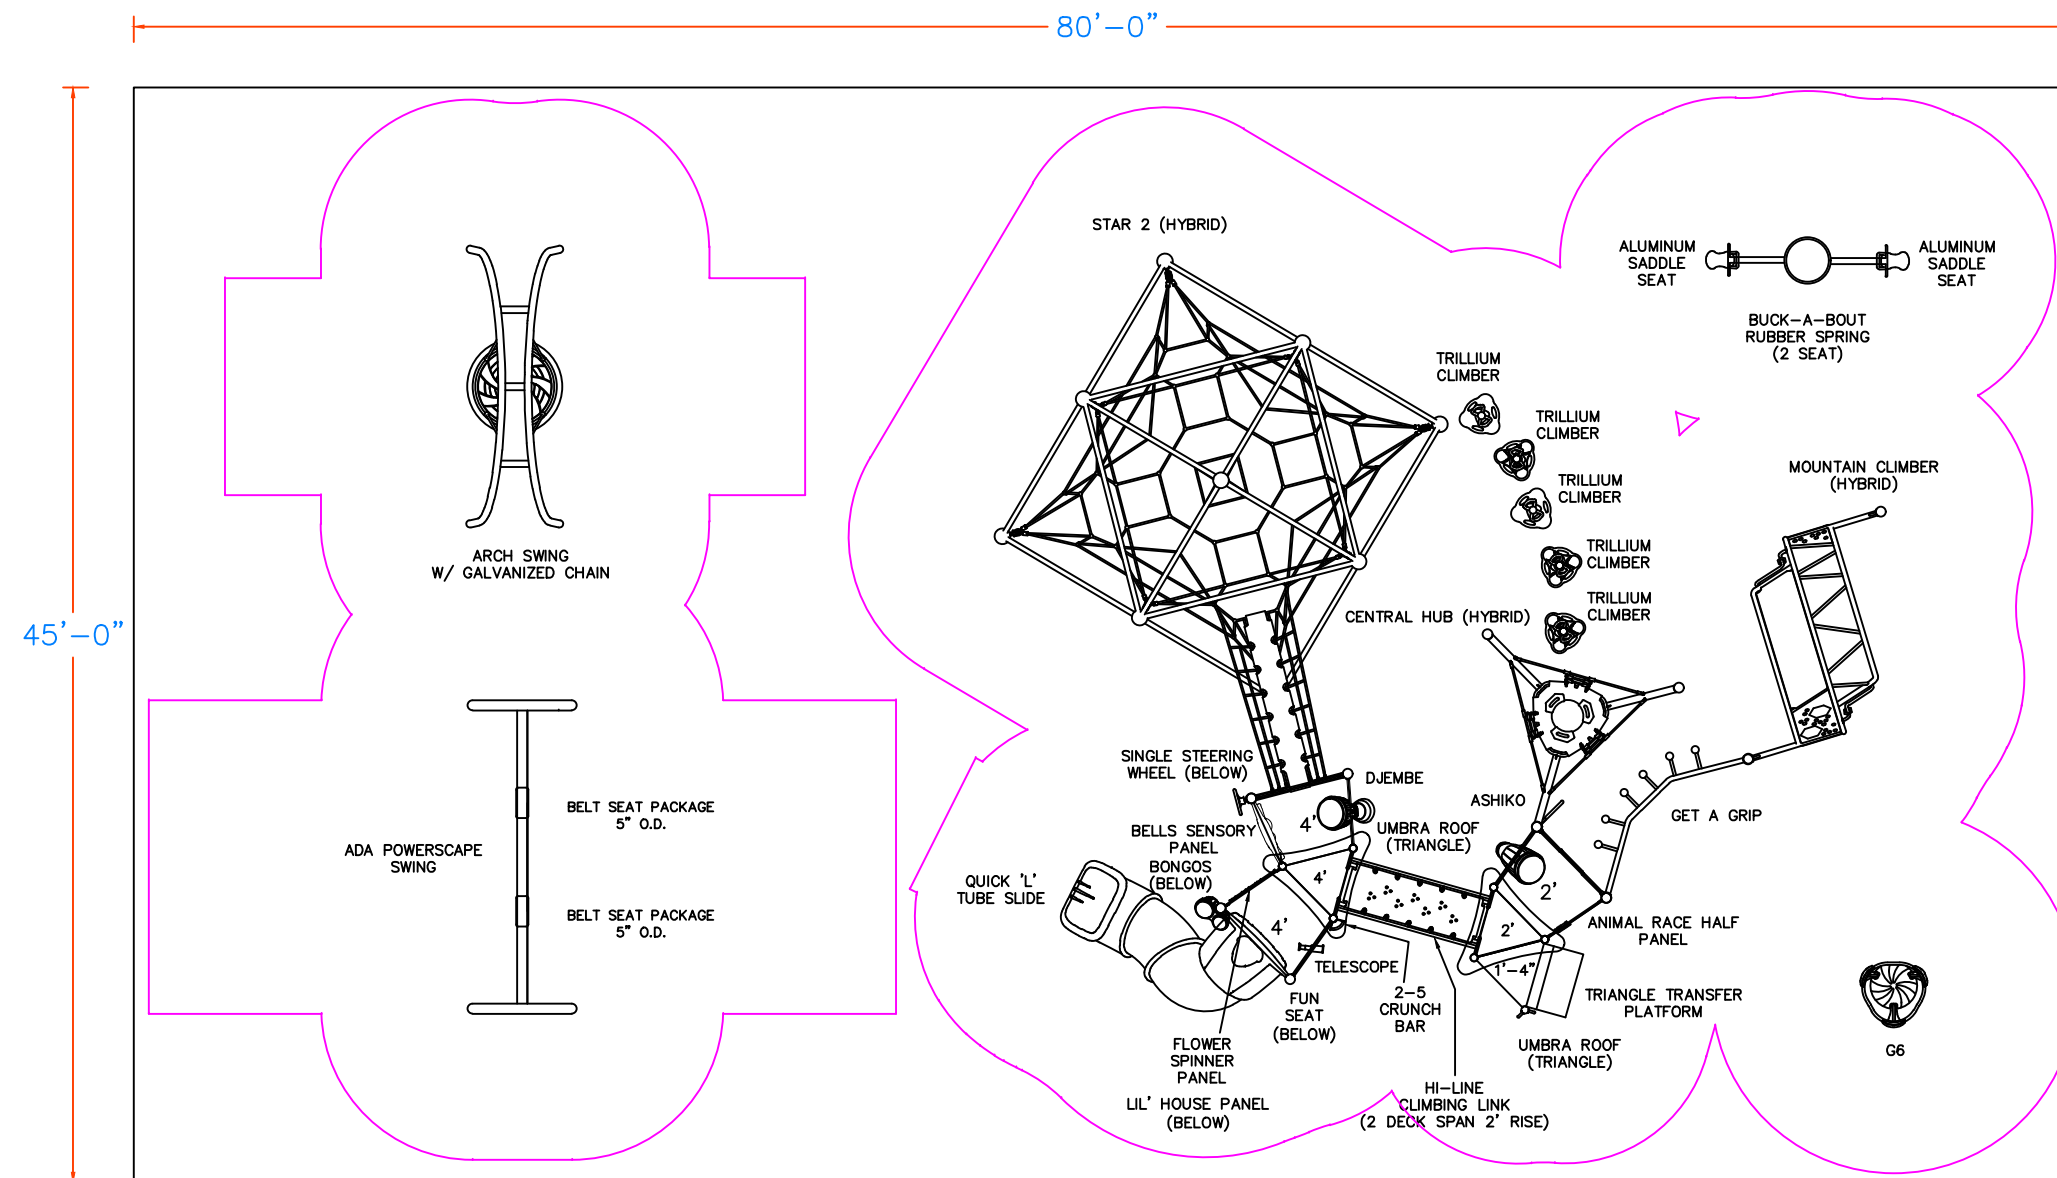 80'-0"
45'-0"
STAR 2 (HYBRID)
ALUMINUM
SADDLE
SEAT
ALUMINUM
SADDLE
SEAT
BUCK-A-BOUT
RUBBER SPRING
(2 SEAT)
TRILLIUM
CLIMBER
TRILLIUM
CLIMBER
TRILLIUM
CLIMBER
TRILLIUM
CLIMBER
TRILLIUM
CLIMBER
MOUNTAIN CLIMBER
(HYBRID)
ARCH SWING
W/ GALVANIZED CHAIN
CENTRAL HUB (HYBRID)
SINGLE STEERING
WHEEL (BELOW)
DJEMBE
ASHIKO
GET A GRIP
BELT SEAT PACKAGE
5" O.D.
ADA POWERSCAPE
SWING
BELT SEAT PACKAGE
5" O.D.
4'
BELLS SENSORY
PANEL
UMBRA ROOF
(TRIANGLE)
BONGOS
(BELOW)
QUICK 'L'
TUBE SLIDE
4'
4'
2'
2'
1'-4"
ANIMAL RACE HALF
PANEL
TELESCOPE
FUN
SEAT
(BELOW)
2-5
CRUNCH
BAR
TRIANGLE TRANSFER
PLATFORM
FLOWER
SPINNER
PANEL
UMBRA ROOF
(TRIANGLE)
G6
LIL' HOUSE PANEL
(BELOW)
HI-LINE
CLIMBING LINK
(2 DECK SPAN 2' RISE)